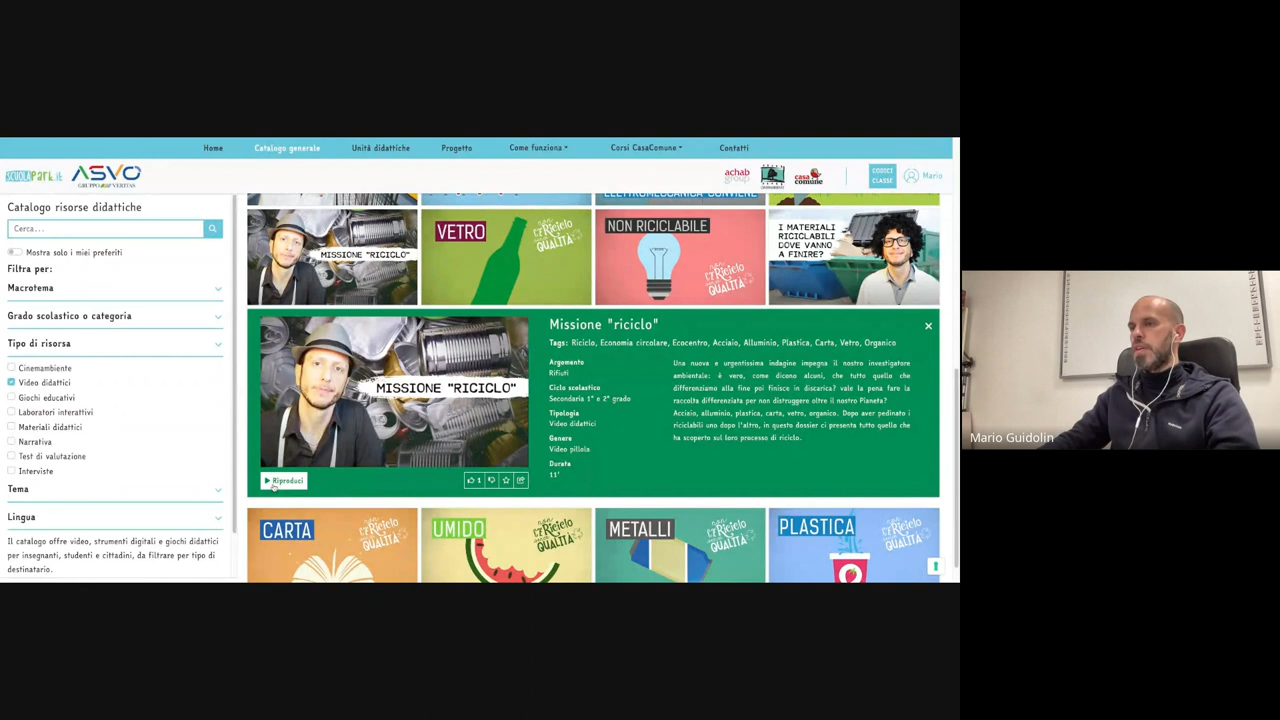 Home Catalogo generale Unità didattiche Progetto Come funziona Corsi CasaComune Contatti
SCUOLAPark.it ASVO
GRUPPO VERITAS
achab
group
casa
comune
CODICI
CLASSE
Mario
Catalogo risorse didattiche
Cerca...
Mostra solo i miei preferiti
Filtra per:
Macrotema
Grado scolastico o categoria
Tipo di risorsa
Cinemambiente
Video didattici
Giochi educativi
Laboratori interattivi
Materiali didattici
Narrativa
Test di valutazione
Interviste
Tema
Lingua
Il catalogo offre video, strumenti digitali e giochi didattici
per insegnanti, studenti e cittadini, da filtrare per tipo di
destinatario.
MISSIONE "RICICLO"
VETRO
NON RICICLABILE
I MATERIALI
RICICLABILI
DOVE VANNO
A FINIRE?
MISSIONE "RICICLO"
Riproduci
1
Missione "riciclo"
Tags: Riciclo, Economia circolare, Ecocentro, Acciaio, Alluminio, Plastica, Carta, Vetro, Organico
Argomento
Rifiuti
Ciclo scolastico
Secondaria 1° e 2° grado
Tipologia
Video didattici
Genere
Video pillola
Durata
11'
Una nuova e urgentissima indagine impegna il nostro investigatore
ambientale: è vero, come dicono alcuni, che tutto quello che
differenziamo alla fine poi finisce in discarica? vale la pena fare la
raccolta differenziata per non distruggere oltre il nostro Pianeta?
Acciaio, alluminio, plastica, carta, vetro, organico. Dopo aver pedinato i
riciclabili uno dopo l'altro, in questo dossier ci presenta tutto quello che
ha scoperto sul loro processo di riciclo.
CARTA
UMIDO
METALLI
PLASTICA
Mario Guidolin